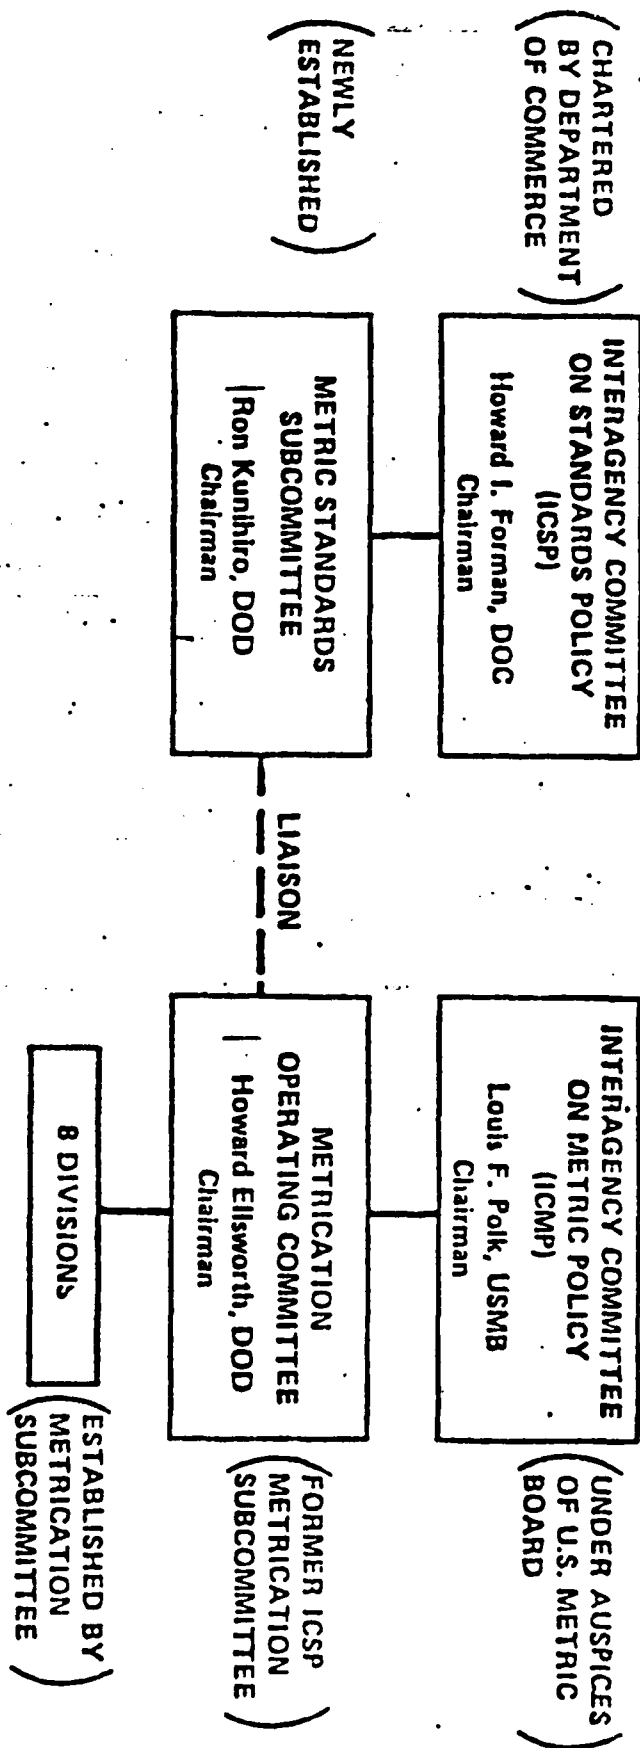 (CHARTERED
BY DEPARTMENT
OF COMMERCE)
INTERAGENCY COMMITTEE
ON STANDARDS POLICY
(ICSP)
Howard I. Forman, DOC
Chairman
INTERAGENCY COMMITTEE
ON METRIC POLICY
(ICMP)
Louis F. Polk, USMB
Chairman
(UNDER AUSPICES
OF U.S. METRIC
BOARD)
(NEWLY
ESTABLISHED)
METRIC STANDARDS
SUBCOMMITTEE
Ron Kunihiro, DOD
Chairman
LIAISON
METRICATION
OPERATING COMMITTEE
Howard Ellsworth, DOD
Chairman
(FORMER ICSP
METRICATION
SUBCOMMITTEE)
8 DIVISIONS
(ESTABLISHED BY
METRICATION
SUBCOMMITTEE)